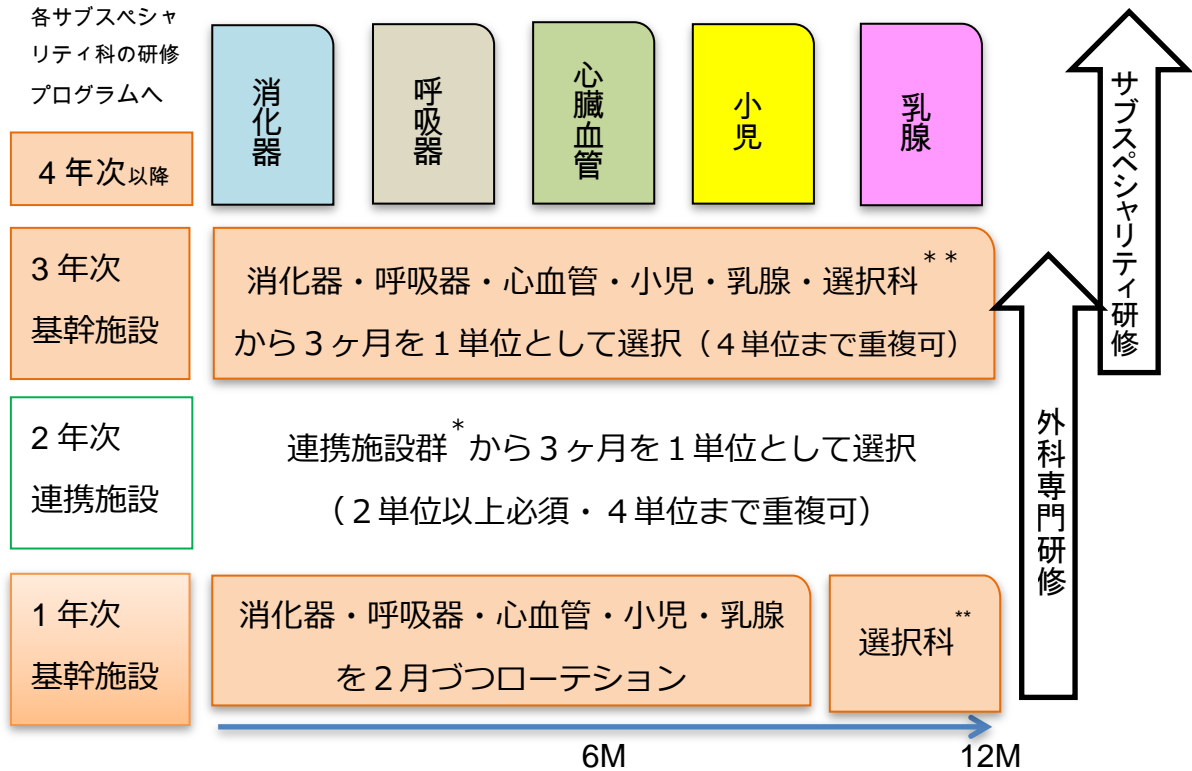 各サブスペシャ
リティ科の研修
プログラムへ
消化器
呼吸器
心臓血管
小児
乳腺
サブスペシャリティ研修
4年次以降
3年次
基幹施設
消化器・呼吸器・心血管・小児・乳腺・選択科**
から3ヶ月を1単位として選択（4単位まで重複可）
2年次
連携施設
連携施設群*から3ヶ月を1単位として選択
（2単位以上必須・4単位まで重複可）
外科専門研修
1年次
基幹施設
消化器・呼吸器・心血管・小児・乳腺
を2月づつローテション
選択科**
6M
12M